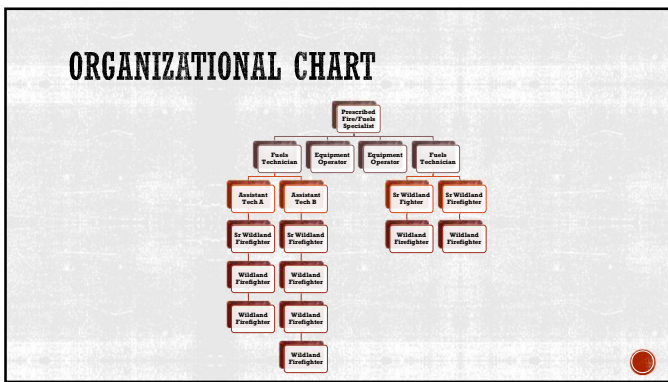 ORGANIZATIONAL CHART
Prescribed
Fire/Fuels
Specialist
Fuels
Technician
Equipment
Operator
Equipment
Operator
Fuels
Technician
Assistant
Tech A
Assistant
Tech B
Sr Wildland
Fighter
Sr Wildland
Firefighter
Sr Wildland
Firefighter
Sr Wildland
Firefighter
Wildland
Firefighter
Wildland
Firefighter
Wildland
Firefighter
Wildland
Firefighter
Wildland
Firefighter
Wildland
Firefighter
Wildland
Firefighter